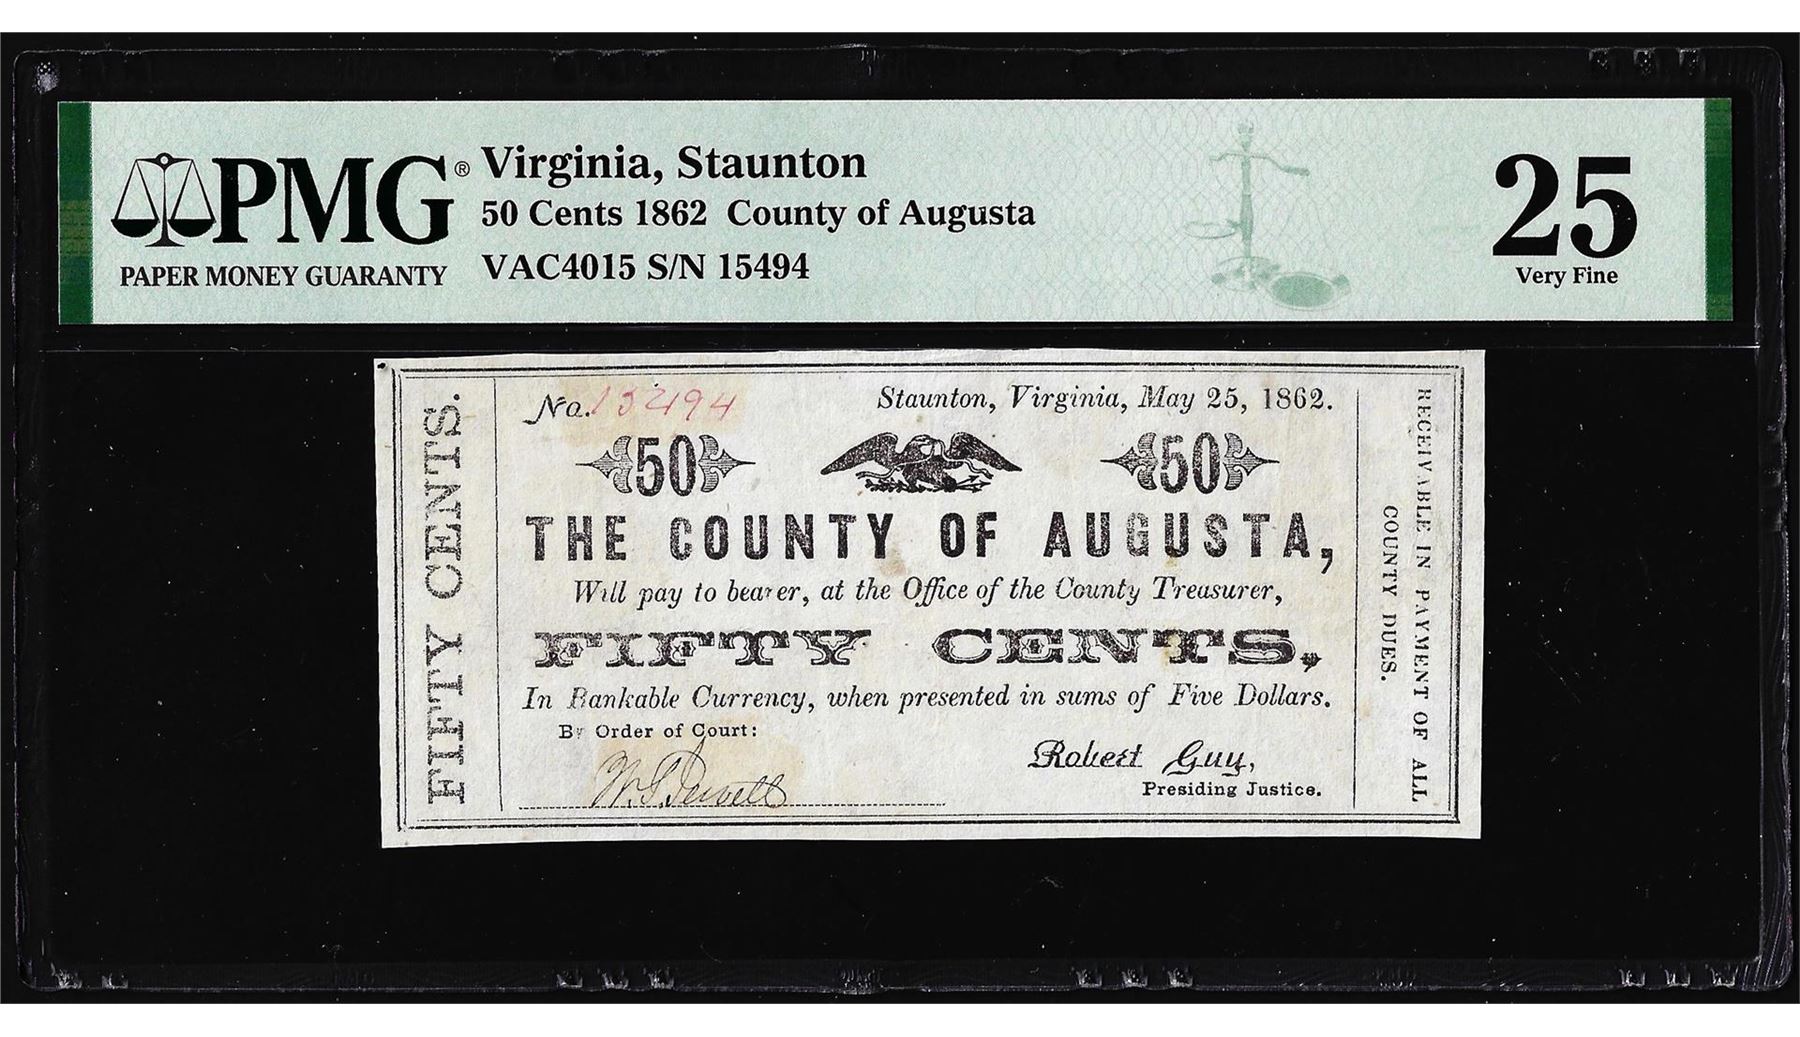 PMG®
PAPER MONEY GUARANTY
Virginia, Staunton
50 Cents 1862 County of Augusta
VAC4015 S/N 15494
25
Very Fine
FIFTY CENTS.
No. 15494
Staunton, Virginia, May 25, 1862.
50 50
THE COUNTY OF AUGUSTA,
Will pay to bearer, at the Office of the County Treasurer,
FIFTY CENTS,
In Bankable Currency, when presented in sums of Five Dollars.
By Order of Court:
Robert Guy,
Presiding Justice.
RECEIVABLE IN PAYMENT OF ALL
COUNTY DUES.